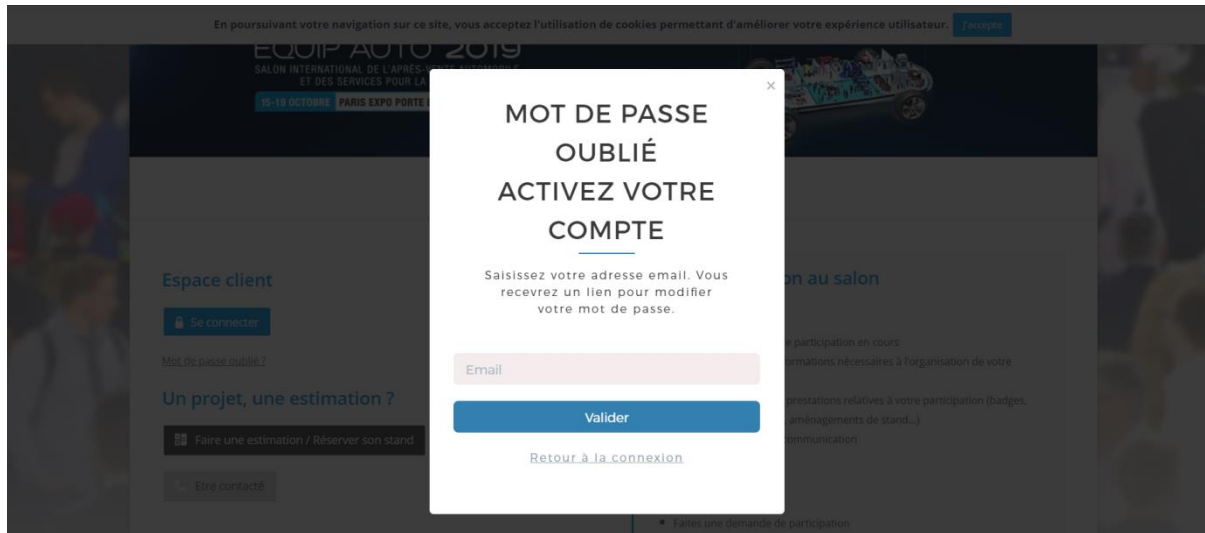 En poursuivant votre navigation sur ce site, vous acceptez l'utilisation de cookies permettant d'améliorer votre expérience utilisateur. J'accepte
EQUIP AUTO 2019
SALON INTERNATIONAL DE L'APRÈS-VENTE AUTOMOBILE
ET DES SERVICES POUR LA
15-19 OCTOBRE PARIS EXPO PORTE
×
MOT DE PASSE
OUBLIÉ
ACTIVEZ VOTRE
COMPTE
Saisissez votre adresse email. Vous
recevrez un lien pour modifier
votre mot de passe.
Email
Valider
Retour à la connexion
Espace client
Se connecter
Mot de passe oublié ?
Un projet, une estimation ?
Faire une estimation / Réserver son stand
Etre contacté
on au salon
participation en cours
ormations nécessaires à l'organisation de votre
prestations relatives à votre participation (badges,
aménagements de stand...)
ommunication
Faites une demande de participation